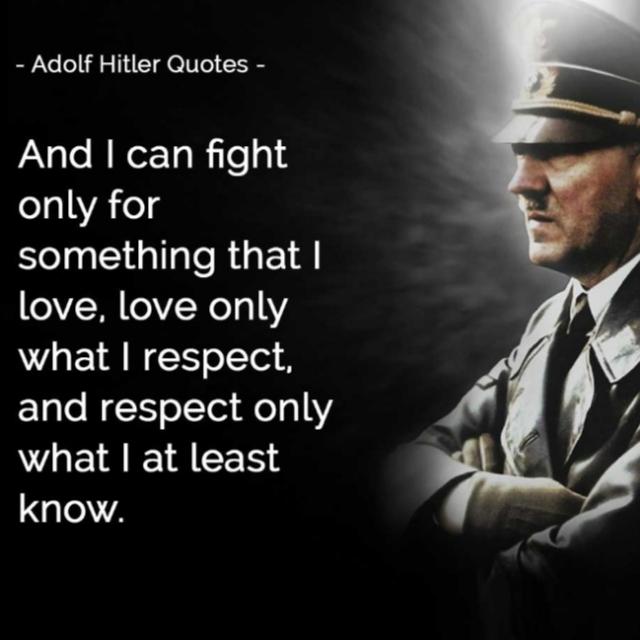 - Adolf Hitler Quotes -
And I can fight
only for
something that I
love, love only
what I respect,
and respect only
what I at least
know.